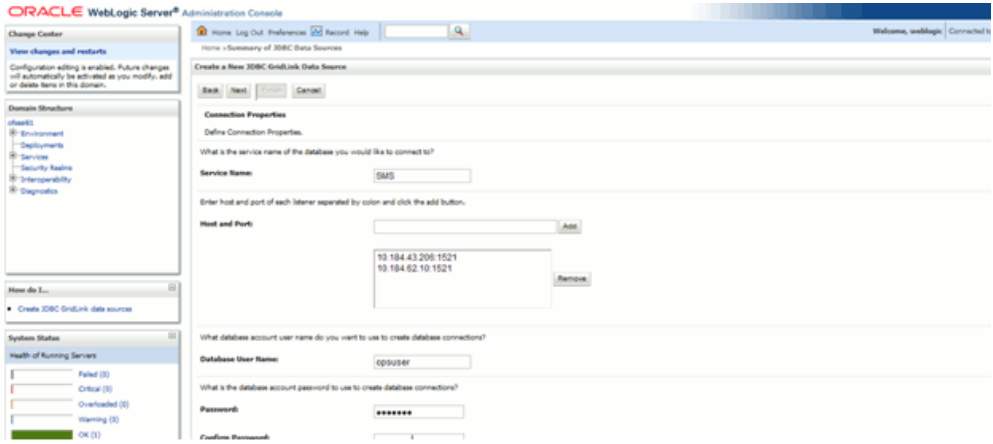 ORACLE WebLogic Server® Administration Console
Change Center
View changes and restarts
Configuration editing is enabled. Future changes
will automatically be activated as you modify, add
or delete items in this domain.
Domain Structure
ofsaa61
Environment
Deployments
Services
Security Realms
Interoperability
Diagnostics
How do I...
Create JDBC GridLink data sources
System Status
Health of Running Servers
Failed (0)
Critical (0)
Overloaded (0)
Warning (0)
OK (1)
Home Log Out Preferences Record Help
Welcome, weblogic Connected to
Home >Summary of JDBC Data Sources
Create a New JDBC GridLink Data Source
Back Next Finish Cancel
Connection Properties
Define Connection Properties.
What is the service name of the database you would like to connect to?
Service Name: SMS
Enter host and port of each listener separated by colon and click the add button.
Host and Port: Add
10.184.43.206:1521
10.184.62.10:1521
Remove
What database account user name do you want to use to create database connections?
Database User Name: opsuser
What is the database account password to use to create database connections?
Password: •••••••
Confirm Password: